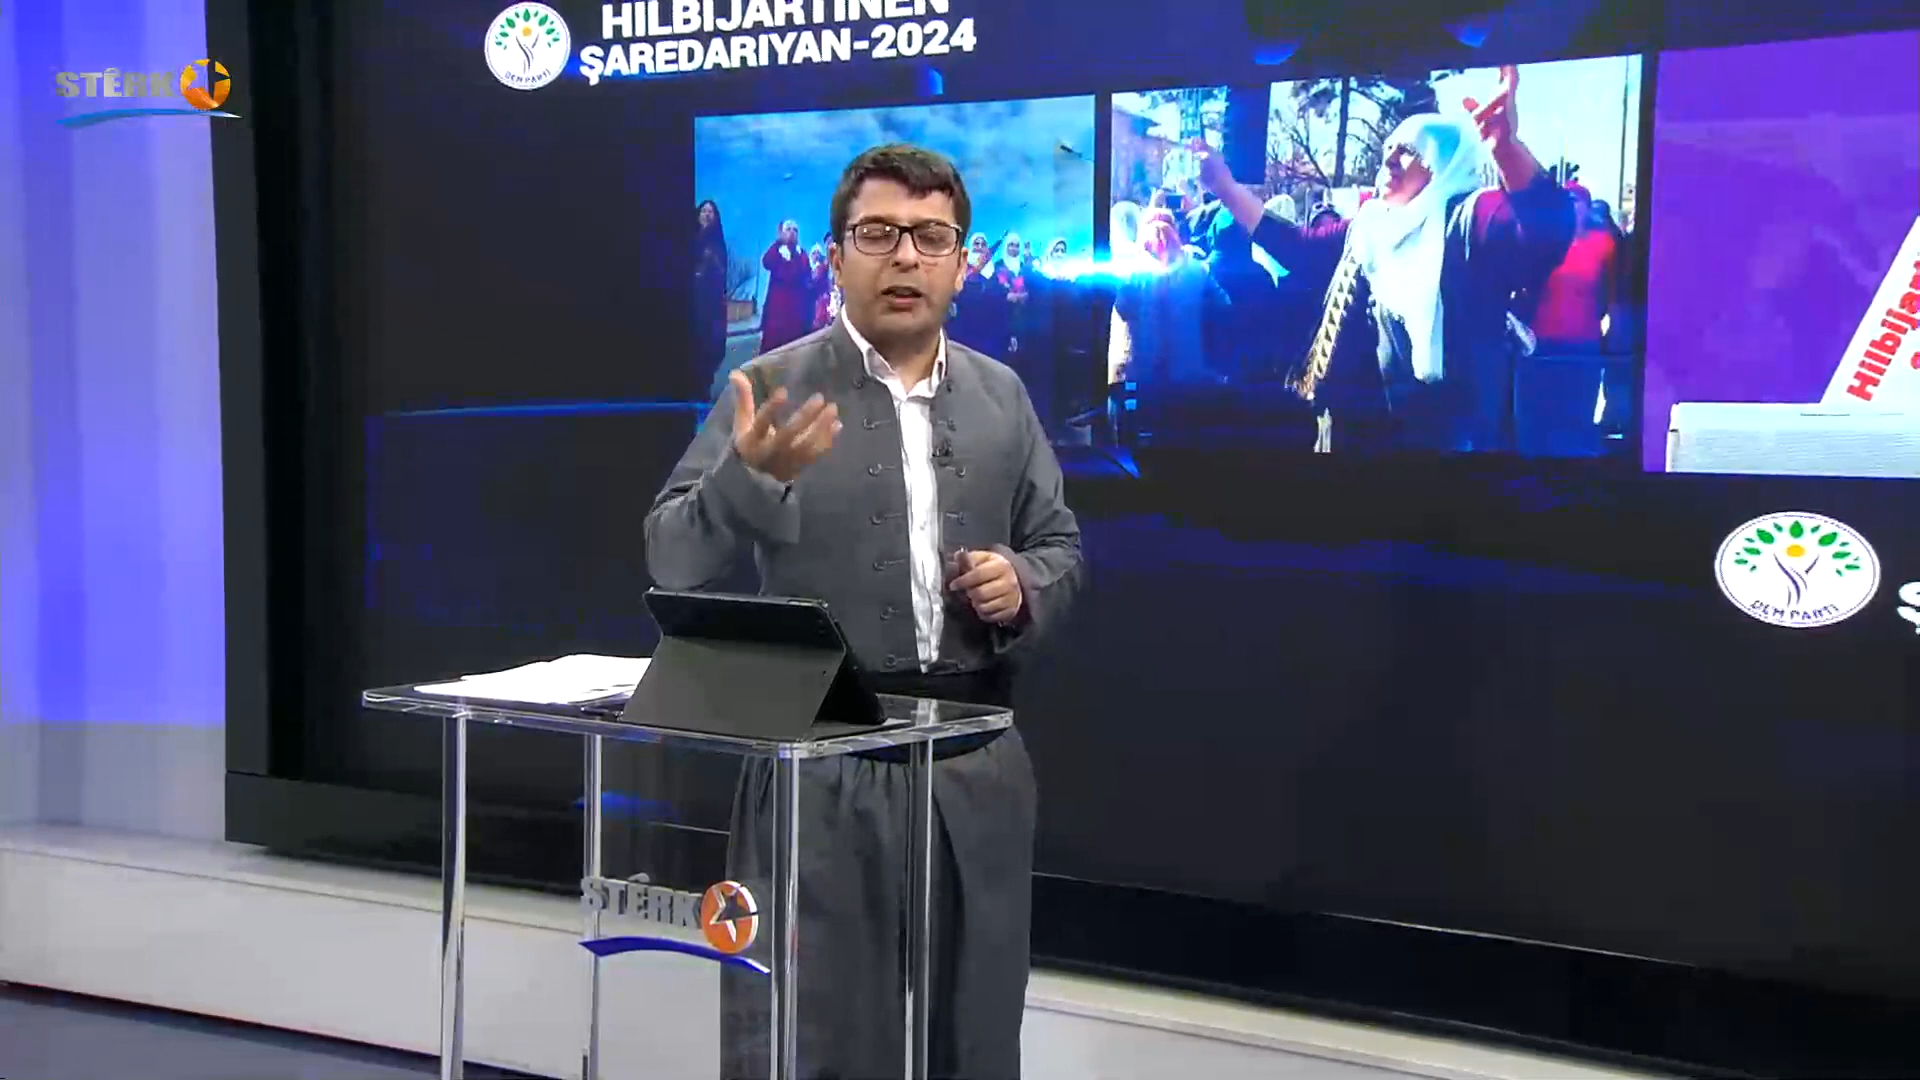 HILBIJARTINÊN
ŞAREDARIYAN-2024
DEM PARTİ
STÊRK
Hilbijar
DEM PARTİ
Ş
STÊRK